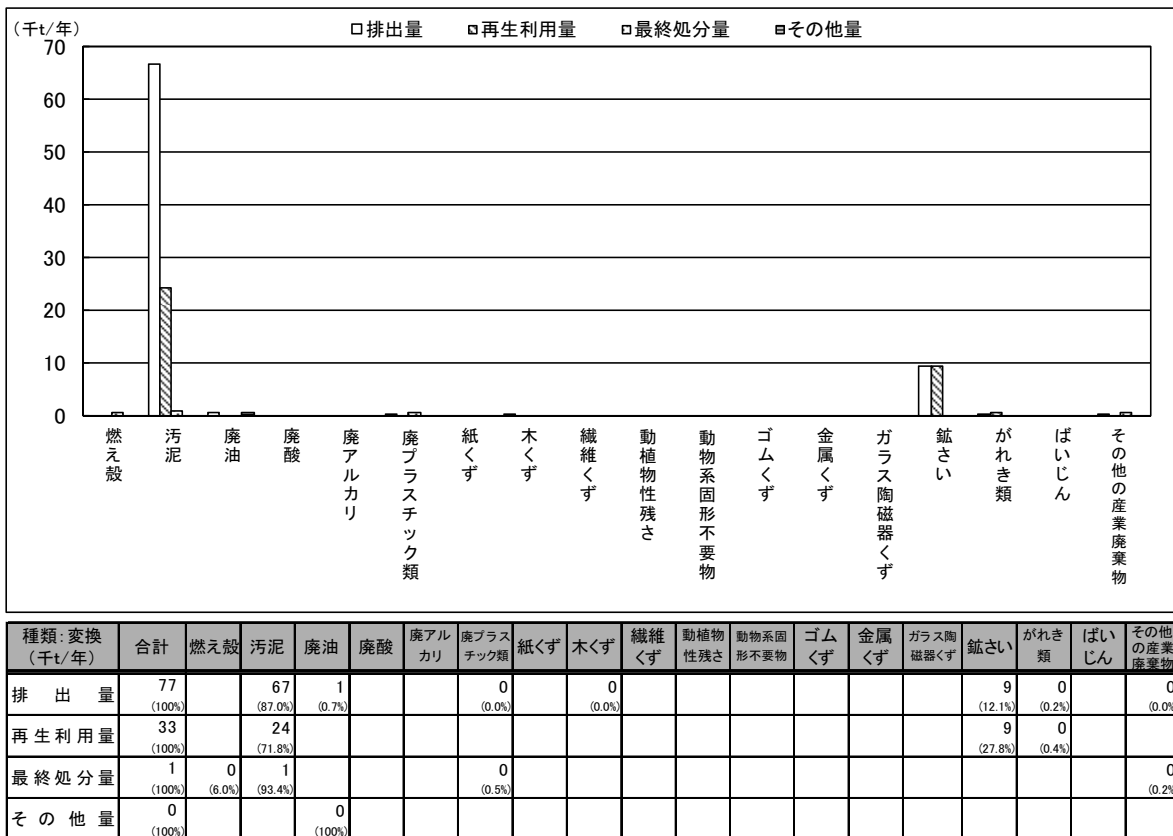 （千t/年）
□排出量 ▧再生利用量 □最終処分量 ▤その他量
70
60
50
40
30
20
10
0
燃え殻
汚泥
廃油
廃酸
廃アルカリ
廃プラスチック類
紙くず
木くず
繊維くず
動植物性残さ
動物系固形不要物
ゴムくず
金属くず
ガラス陶磁器くず
鉱さい
がれき類
ばいじん
その他の産業廃棄物
種類：変換（千t/年） 合計 燃え殻 汚泥 廃油 廃酸 廃アルカリ 廃プラスチック類 紙くず 木くず 繊維くず 動植物性残さ 動物系固形不要物 ゴムくず 金属くず ガラス陶磁器くず 鉱さい がれき類 ばいじん その他の産業廃棄物
排出量 77 67 1 0 0 9 0 0
(100%) (87.0%) (0.7%) (0.0%) (0.0%) (12.1%) (0.2%) (0.0%
再生利用量 33 24 9 0
(100%) (71.8%) (27.8%) (0.4%)
最終処分量 1 0 1 0 0
(100%) (6.0%) (93.4%) (0.5%) (0.2%
その他量 0 0
(100%) (100%)